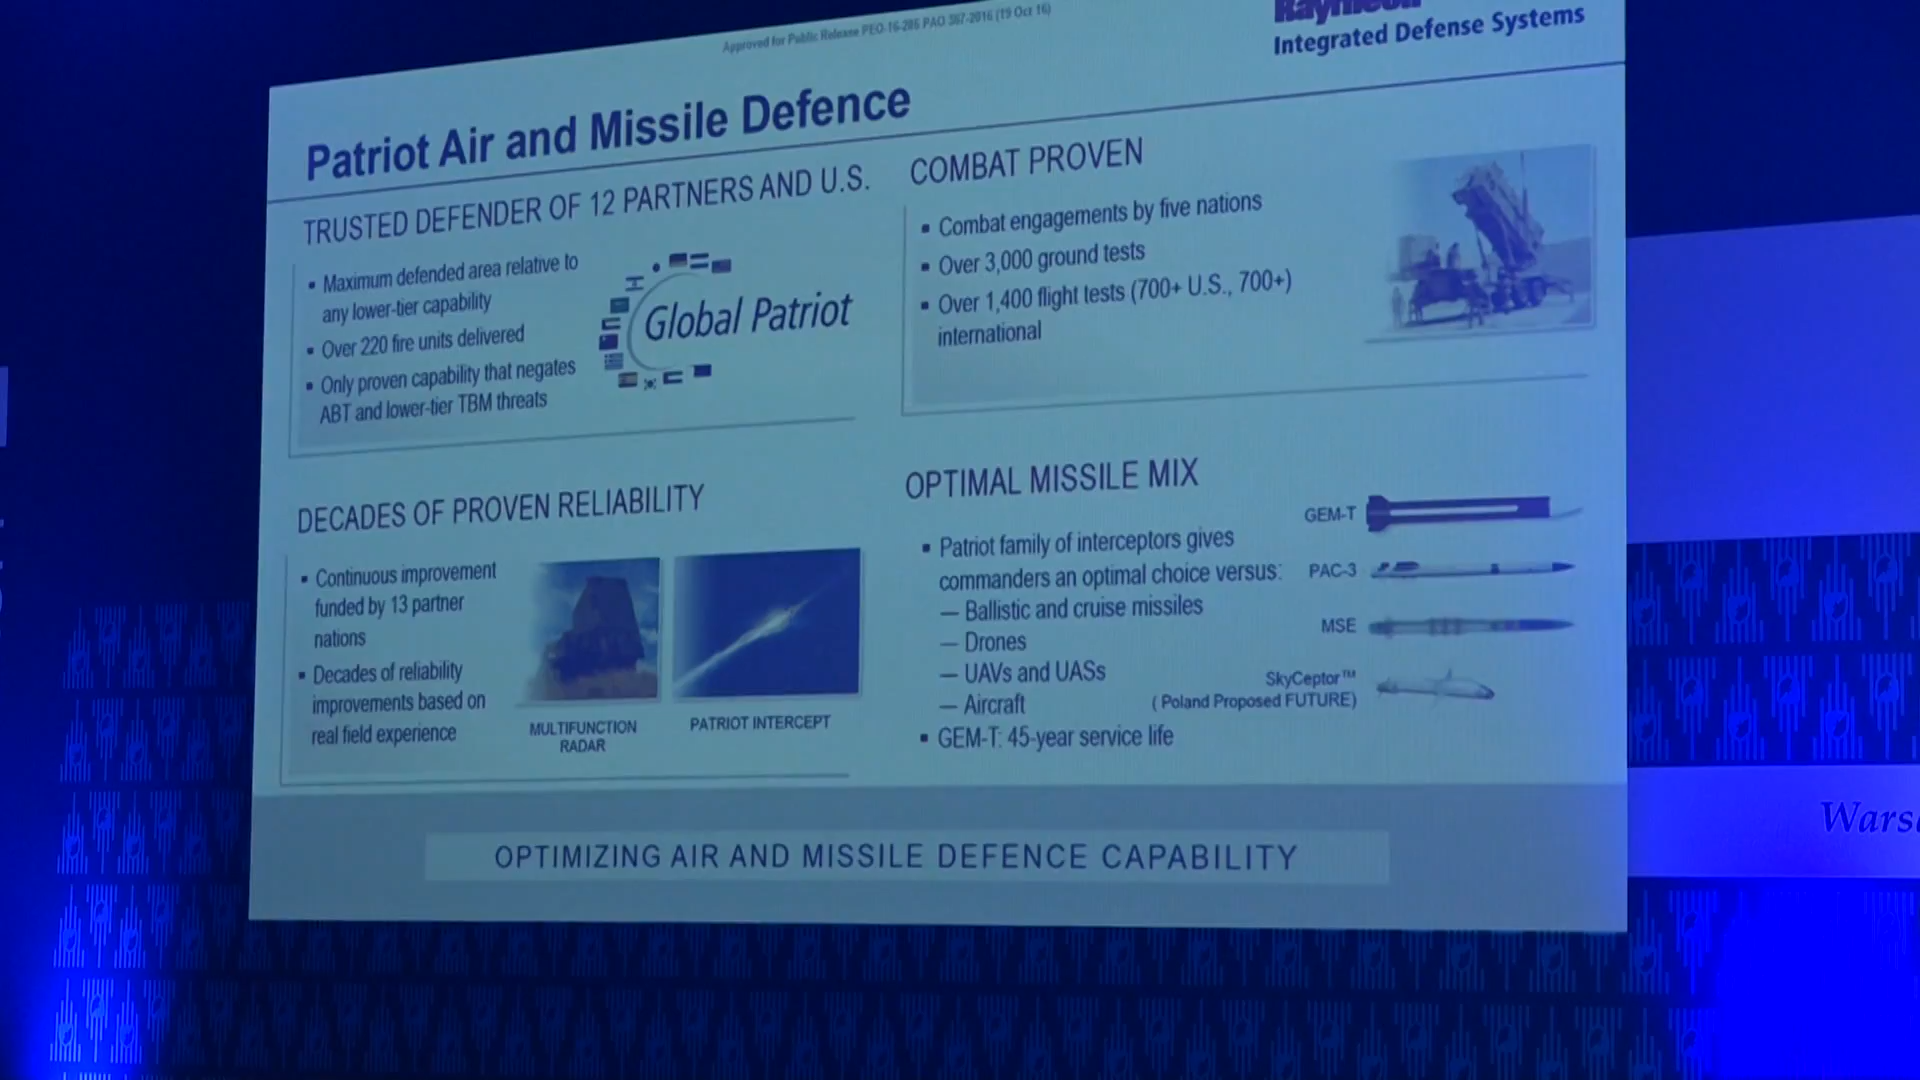 Approved for Public Release PEO-16-286 PAO 367-2016 (19 Oct 16)
Raytheon
Integrated Defense Systems
Patriot Air and Missile Defence
TRUSTED DEFENDER OF 12 PARTNERS AND U.S.
▪ Maximum defended area relative to
any lower-tier capability
▪ Over 220 fire units delivered
▪ Only proven capability that negates
ABT and lower-tier TBM threats
Global Patriot
COMBAT PROVEN
▪ Combat engagements by five nations
▪ Over 3,000 ground tests
▪ Over 1,400 flight tests (700+ U.S., 700+)
international
DECADES OF PROVEN RELIABILITY
▪ Continuous improvement
funded by 13 partner
nations
▪ Decades of reliability
improvements based on
real field experience
MULTIFUNCTION
RADAR
PATRIOT INTERCEPT
OPTIMAL MISSILE MIX
▪ Patriot family of interceptors gives
commanders an optimal choice versus:
— Ballistic and cruise missiles
— Drones
— UAVs and UASs
— Aircraft
▪ GEM-T: 45-year service life
GEM-T
PAC-3
MSE
SkyCeptor™
( Poland Proposed FUTURE)
OPTIMIZING AIR AND MISSILE DEFENCE CAPABILITY